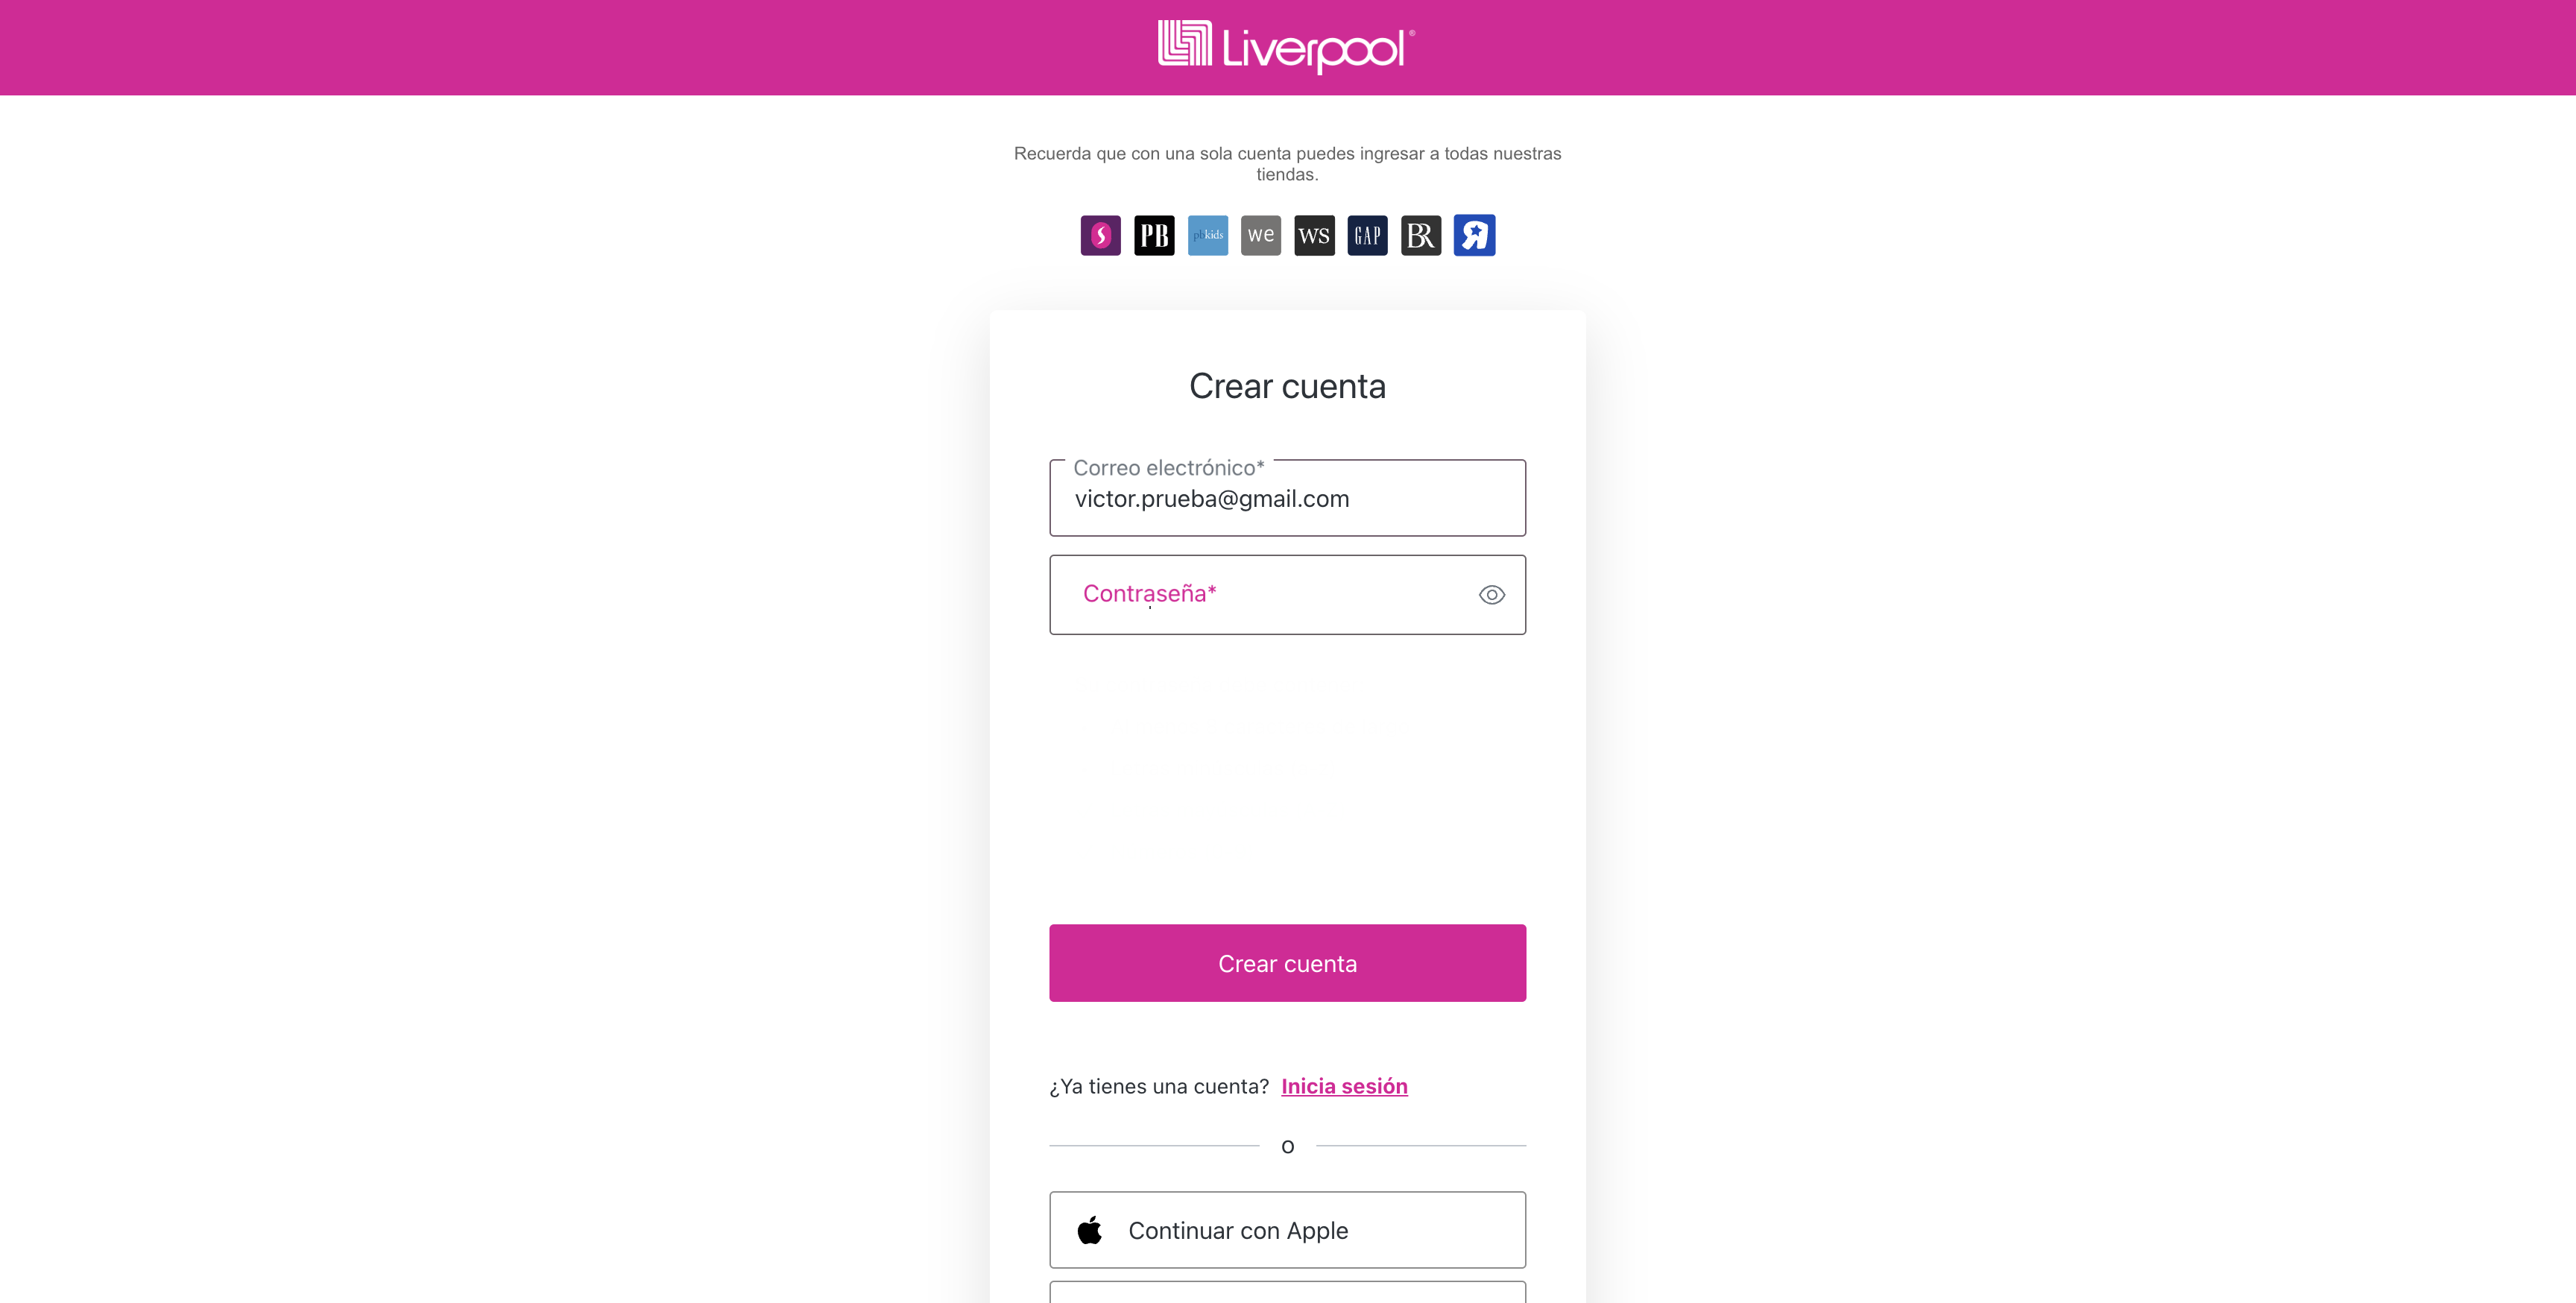 Liverpool®
Recuerda que con una sola cuenta puedes ingresar a todas nuestras
tiendas.
PB pbkids we WS GAP BR R
Crear cuenta
Correo electrónico*
victor.prueba@gmail.com
Contraseña*
Crear cuenta
¿Ya tienes una cuenta? Inicia sesión
o
Continuar con Apple